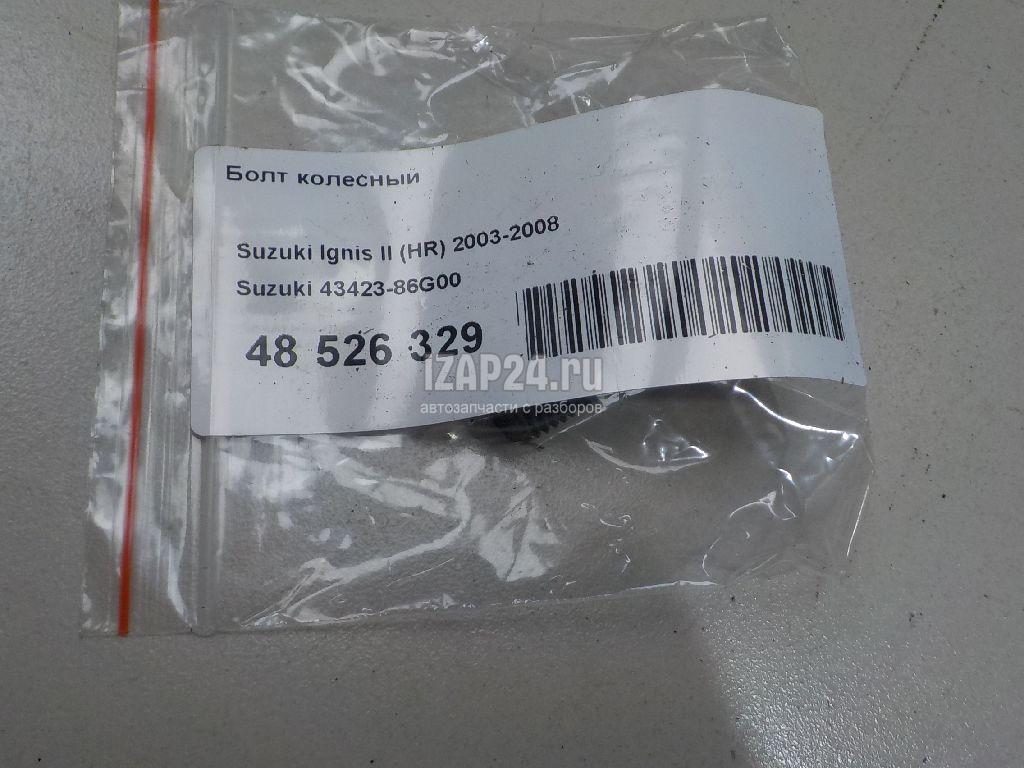 Болт колесный
Suzuki Ignis II (HR) 2003-2008
Suzuki 43423-86G00
48 526 329
IZAP24.ru
автозапчасти с разборов